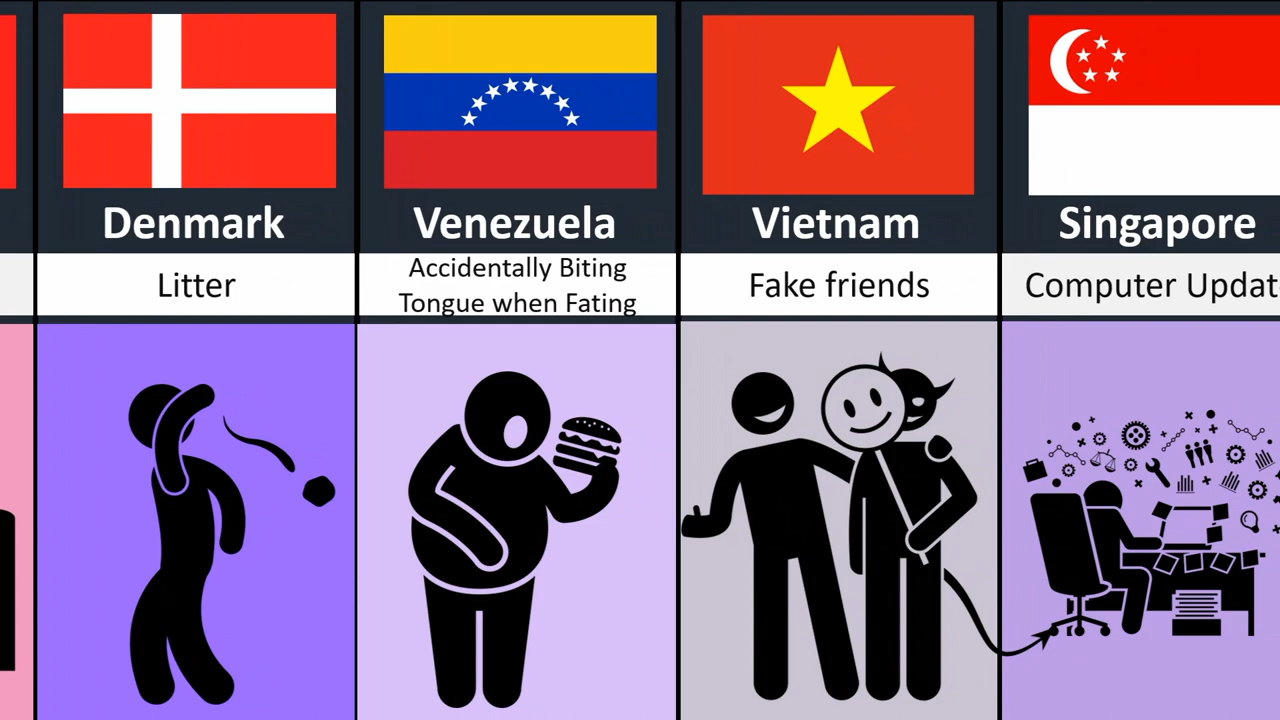 Denmark
Litter
Venezuela
Accidentally Biting
Tongue when Fating
Vietnam
Fake friends
Singapore
Computer Updat